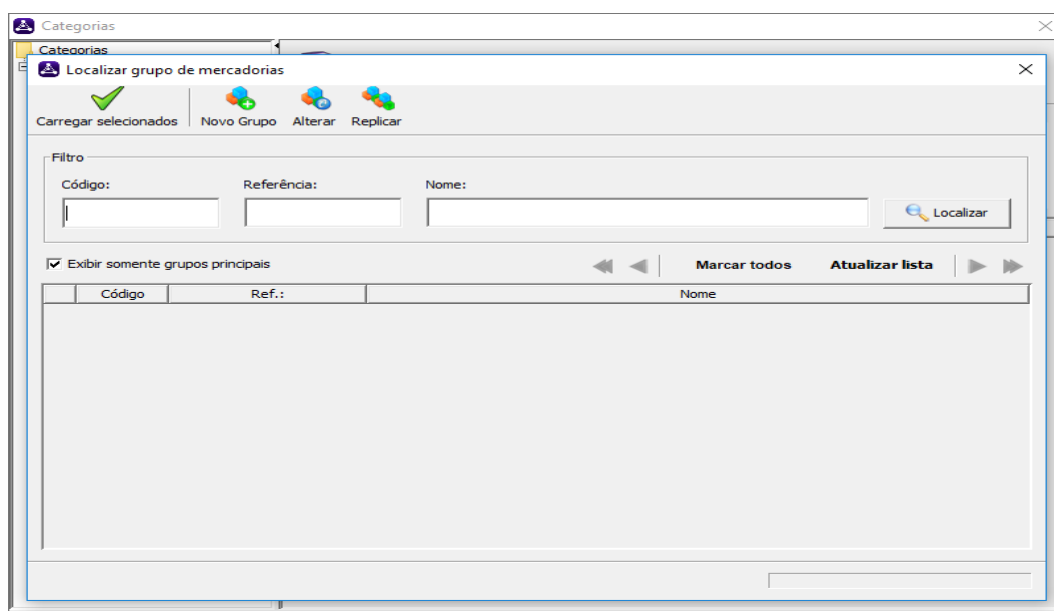 Categorias
Categorias
Localizar grupo de mercadorias
Carregar selecionados Novo Grupo Alterar Replicar
Filtro
Código: Referência: Nome:
Localizar
Exibir somente grupos principais Marcar todos Atualizar lista
Código Ref.: Nome